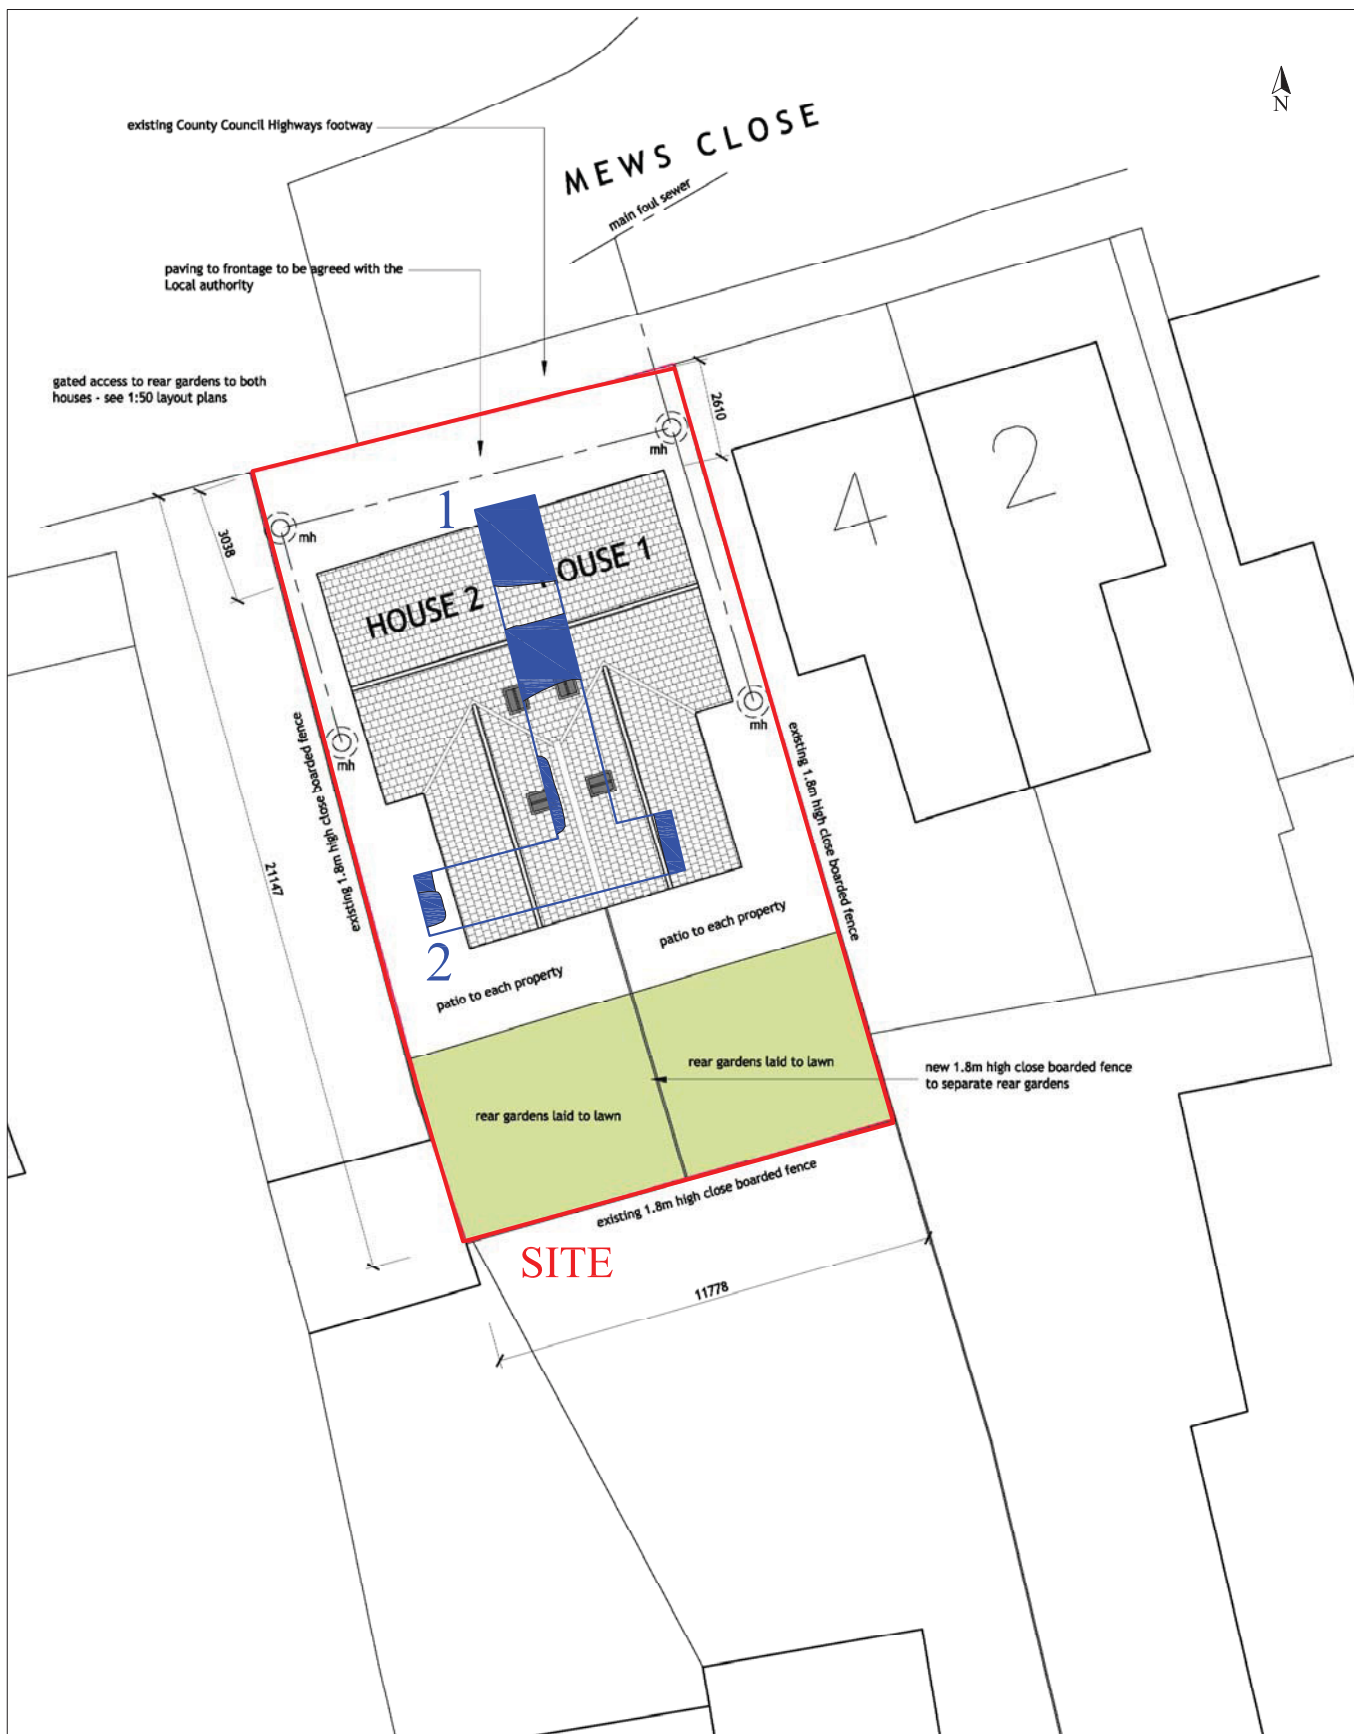 N
existing County Council Highways footway
MEWS CLOSE
main foul sewer
paving to frontage to be agreed with the
Local authority
gated access to rear gardens to both
houses - see 1:50 layout plans
2610
mh
4
2
3038
mh
1
HOUSE 2
OUSE 1
mh
mh
existing 1.8m high close boarded fence
existing 1.8m high close boarded fence
21147
2
patio to each property
patio to each property
rear gardens laid to lawn
new 1.8m high close boarded fence
to separate rear gardens
rear gardens laid to lawn
existing 1.8m high close boarded fence
SITE
11778